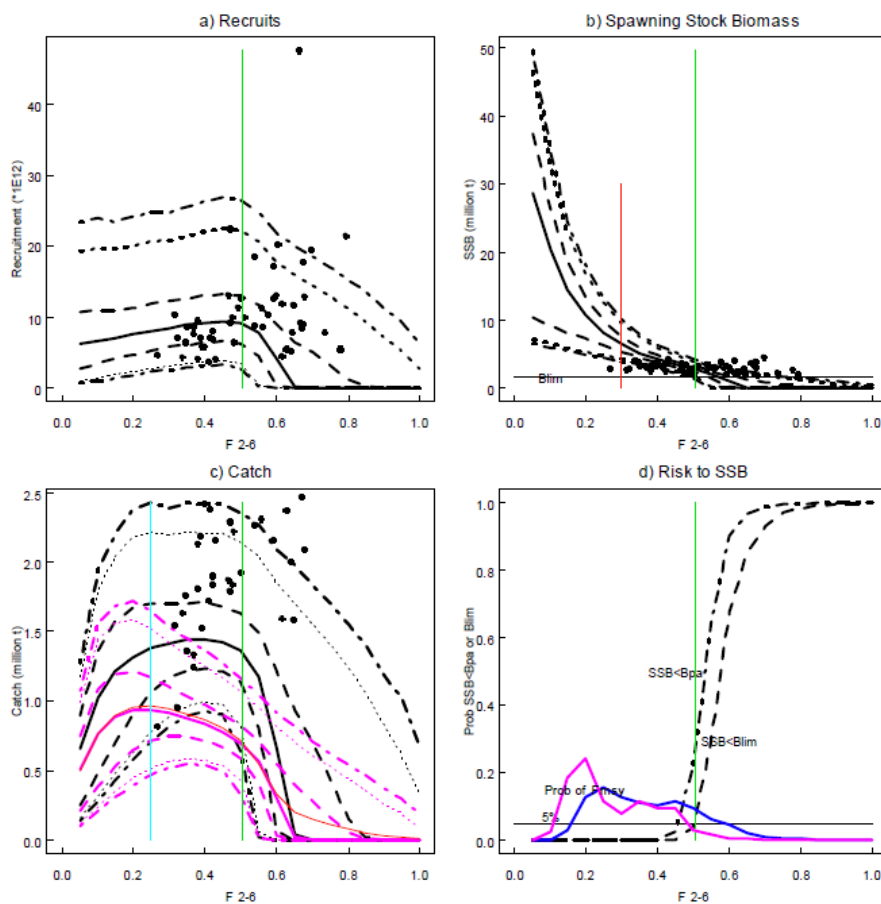 a) Recruits
Recruitment (*1E12)
40
30
20
10
0
0.0 0.2 0.4 0.6 0.8 1.0
F 2-6
b) Spawning Stock Biomass
SSB (million t)
50
40
30
20
10
0
Blim
0.0 0.2 0.4 0.6 0.8 1.0
F 2-6
c) Catch
Catch (million t)
2.5
2.0
1.5
1.0
0.5
0.0
0.0 0.2 0.4 0.6 0.8 1.0
F 2-6
d) Risk to SSB
Prob SSB<Bpa or Blim
1.0
0.8
0.6
0.4
0.2
0.0
SSB<Bpa
SSB<Blim
Prob of Fmsy
5%
0.0 0.2 0.4 0.6 0.8 1.0
F 2-6